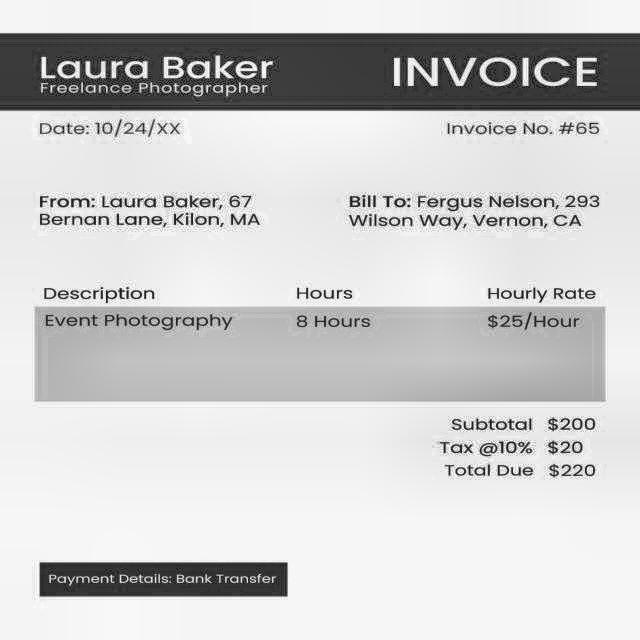 Laura Baker
Freelance Photographer
INVOICE
Date: 10/24/XX
Invoice No. #65
From: Laura Baker, 67
Bernan Lane, Kilon, MA
Bill To: Fergus Nelson, 293
Wilson Way, Vernon, CA
Description Hours Hourly Rate
Event Photography 8 Hours $25/Hour
Subtotal $200
Tax @10% $20
Total Due $220
Payment Details: Bank Transfer